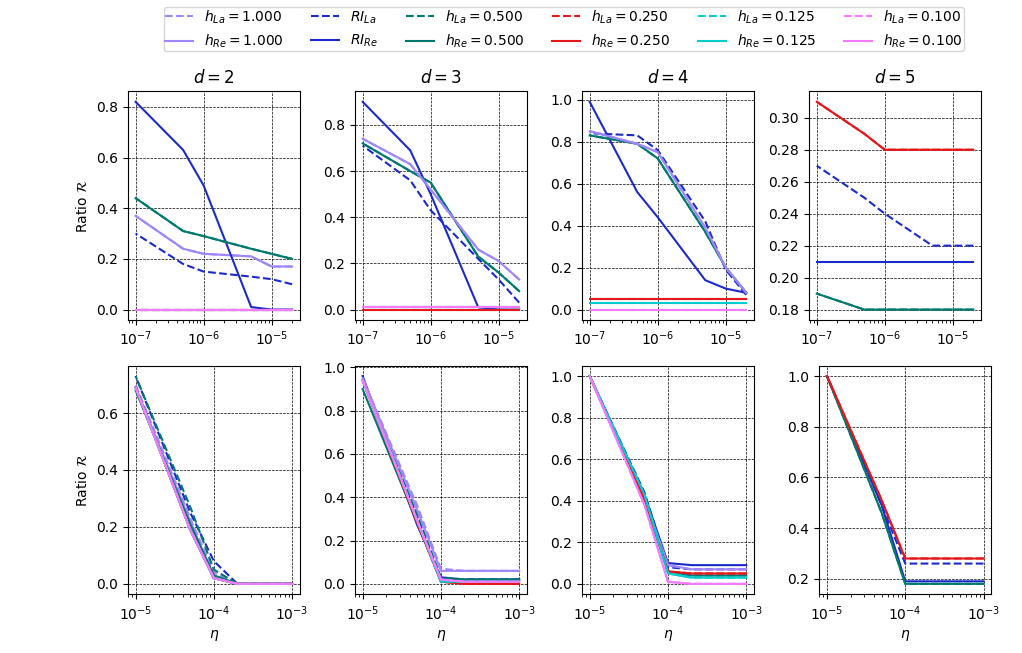 h_La = 1.000 RI_La h_La = 0.500 h_La = 0.250 h_La = 0.125 h_La = 0.100
h_Re = 1.000 RI_Re h_Re = 0.500 h_Re = 0.250 h_Re = 0.125 h_Re = 0.100
d = 2 d = 3 d = 4 d = 5
Ratio ℛ
0.8 0.6 0.4 0.2 0.0
10⁻⁷ 10⁻⁶ 10⁻⁵
0.8 0.6 0.4 0.2 0.0
10⁻⁷ 10⁻⁶ 10⁻⁵
1.0 0.8 0.6 0.4 0.2 0.0
10⁻⁷ 10⁻⁶ 10⁻⁵
0.30 0.28 0.26 0.24 0.22 0.20 0.18
10⁻⁷ 10⁻⁶ 10⁻⁵
Ratio ℛ
0.6 0.4 0.2 0.0
10⁻⁵ 10⁻⁴ 10⁻³
η
1.0 0.8 0.6 0.4 0.2 0.0
10⁻⁵ 10⁻⁴ 10⁻³
η
1.0 0.8 0.6 0.4 0.2 0.0
10⁻⁵ 10⁻⁴ 10⁻³
η
1.0 0.8 0.6 0.4 0.2
10⁻⁵ 10⁻⁴ 10⁻³
η